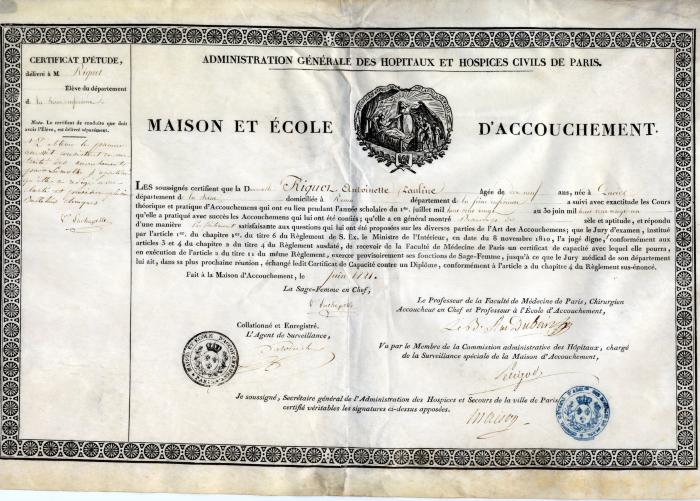 CERTIFICAT D'ÉTUDE,
délivré à M Riquet
Élève du département
d la Seine inférieure
Nota. Le certificat de conduite que doit
avoir l'Élève, est délivré séparément.
ADMINISTRATION GÉNÉRALE DES HOPITAUX ET HOSPICES CIVILS DE PARIS.
MAISON ET ÉCOLE D'ACCOUCHEMENT.
LES soussignés certifient que la D Riquet Antoinette Pauline Agée de ans, née à
département de la Seine domiciliée à Rouen département de la Seine inférieure a suivi avec exactitude les Cours
théorique et pratique d'Accouchemens qui ont eu lieu pendant l'année scholaire du 1er. juillet mil huit cent vingt au 30 juin mil huit cent vingt un
qu'elle a pratiqué avec succès les Accouchemens qui lui ont été confiés; qu'elle a en général montré zèle et aptitude, et répondu
d'une manière satisfaisante aux questions qui lui ont été proposées sur les diverses parties de l'Art des Accouchemens; que le Jury d'examen, institué
par l'article 1er. du chapitre 1er. du titre 6 du Règlement de S. Ex. le Ministre de l'Intérieur, en date du 8 novembre 1810, l'a jugé digne, conformément aux
articles 3 et 4 du chapitre 2 du titre 4 du Règlement susdaté, de recevoir de la Faculté de Médecine de Paris un certificat de capacité avec lequel elle pourra,
en exécution de l'article 2 du titre 11 du même Règlement, exercer provisoirement ses fonctions de Sage-Femme, jusqu'à ce que le Jury médical de son département
lui ait, dans sa plus prochaine réunion, échangé ledit Certificat de Capacité contre un Diplôme, conformément à l'article 2 du chapitre 4 du Règlement sus-énoncé.
Fait à la Maison d'Accouchement, le juin 1821.
La Sage-Femme en Chef,
Le Professeur de la Faculté de Médecine de Paris, Chirurgien
Accoucheur en Chef et Professeur à l'École d'Accouchement,
Collationné et Enregistré.
L'Agent de Surveillance.
Vu par le Membre de la Commission administrative des Hôpitaux, chargé
de la Surveillance spéciale de la Maison d'Accouchement,
Je soussigné, Secrétaire général de l'Administration des Hospices et Secours de la ville de Paris
certifie véritables les signatures ci-dessus apposées.
Maison